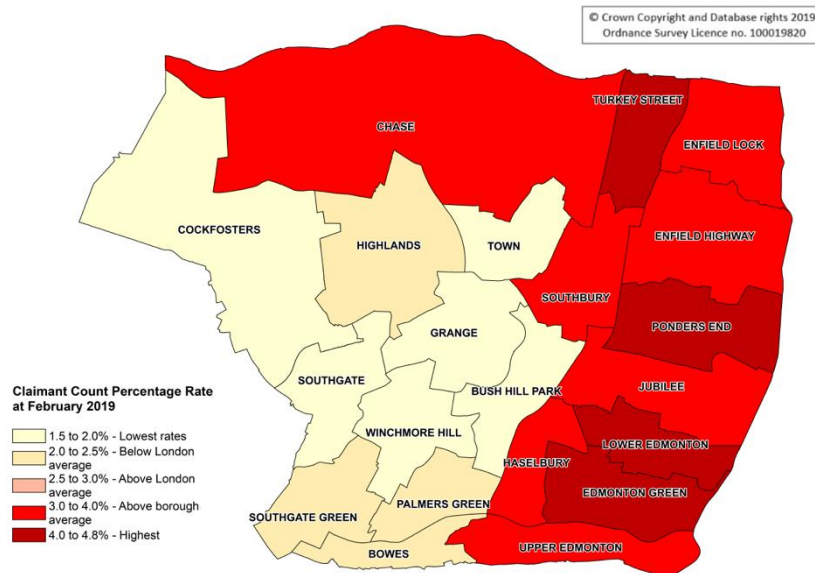 © Crown Copyright and Database rights 2019
Ordnance Survey Licence no. 100019820
TURKEY STREET
CHASE
ENFIELD LOCK
COCKFOSTERS
HIGHLANDS
TOWN
ENFIELD HIGHWAY
SOUTHBURY
GRANGE
PONDERS END
SOUTHGATE
BUSH HILL PARK
JUBILEE
WINCHMORE HILL
LOWER EDMONTON
HASELBURY
EDMONTON GREEN
PALMERS GREEN
SOUTHGATE GREEN
UPPER EDMONTON
BOWES
Claimant Count Percentage Rate
at February 2019
1.5 to 2.0% - Lowest rates
2.0 to 2.5% - Below London
average
2.5 to 3.0% - Above London
average
3.0 to 4.0% - Above borough
average
4.0 to 4.8% - Highest